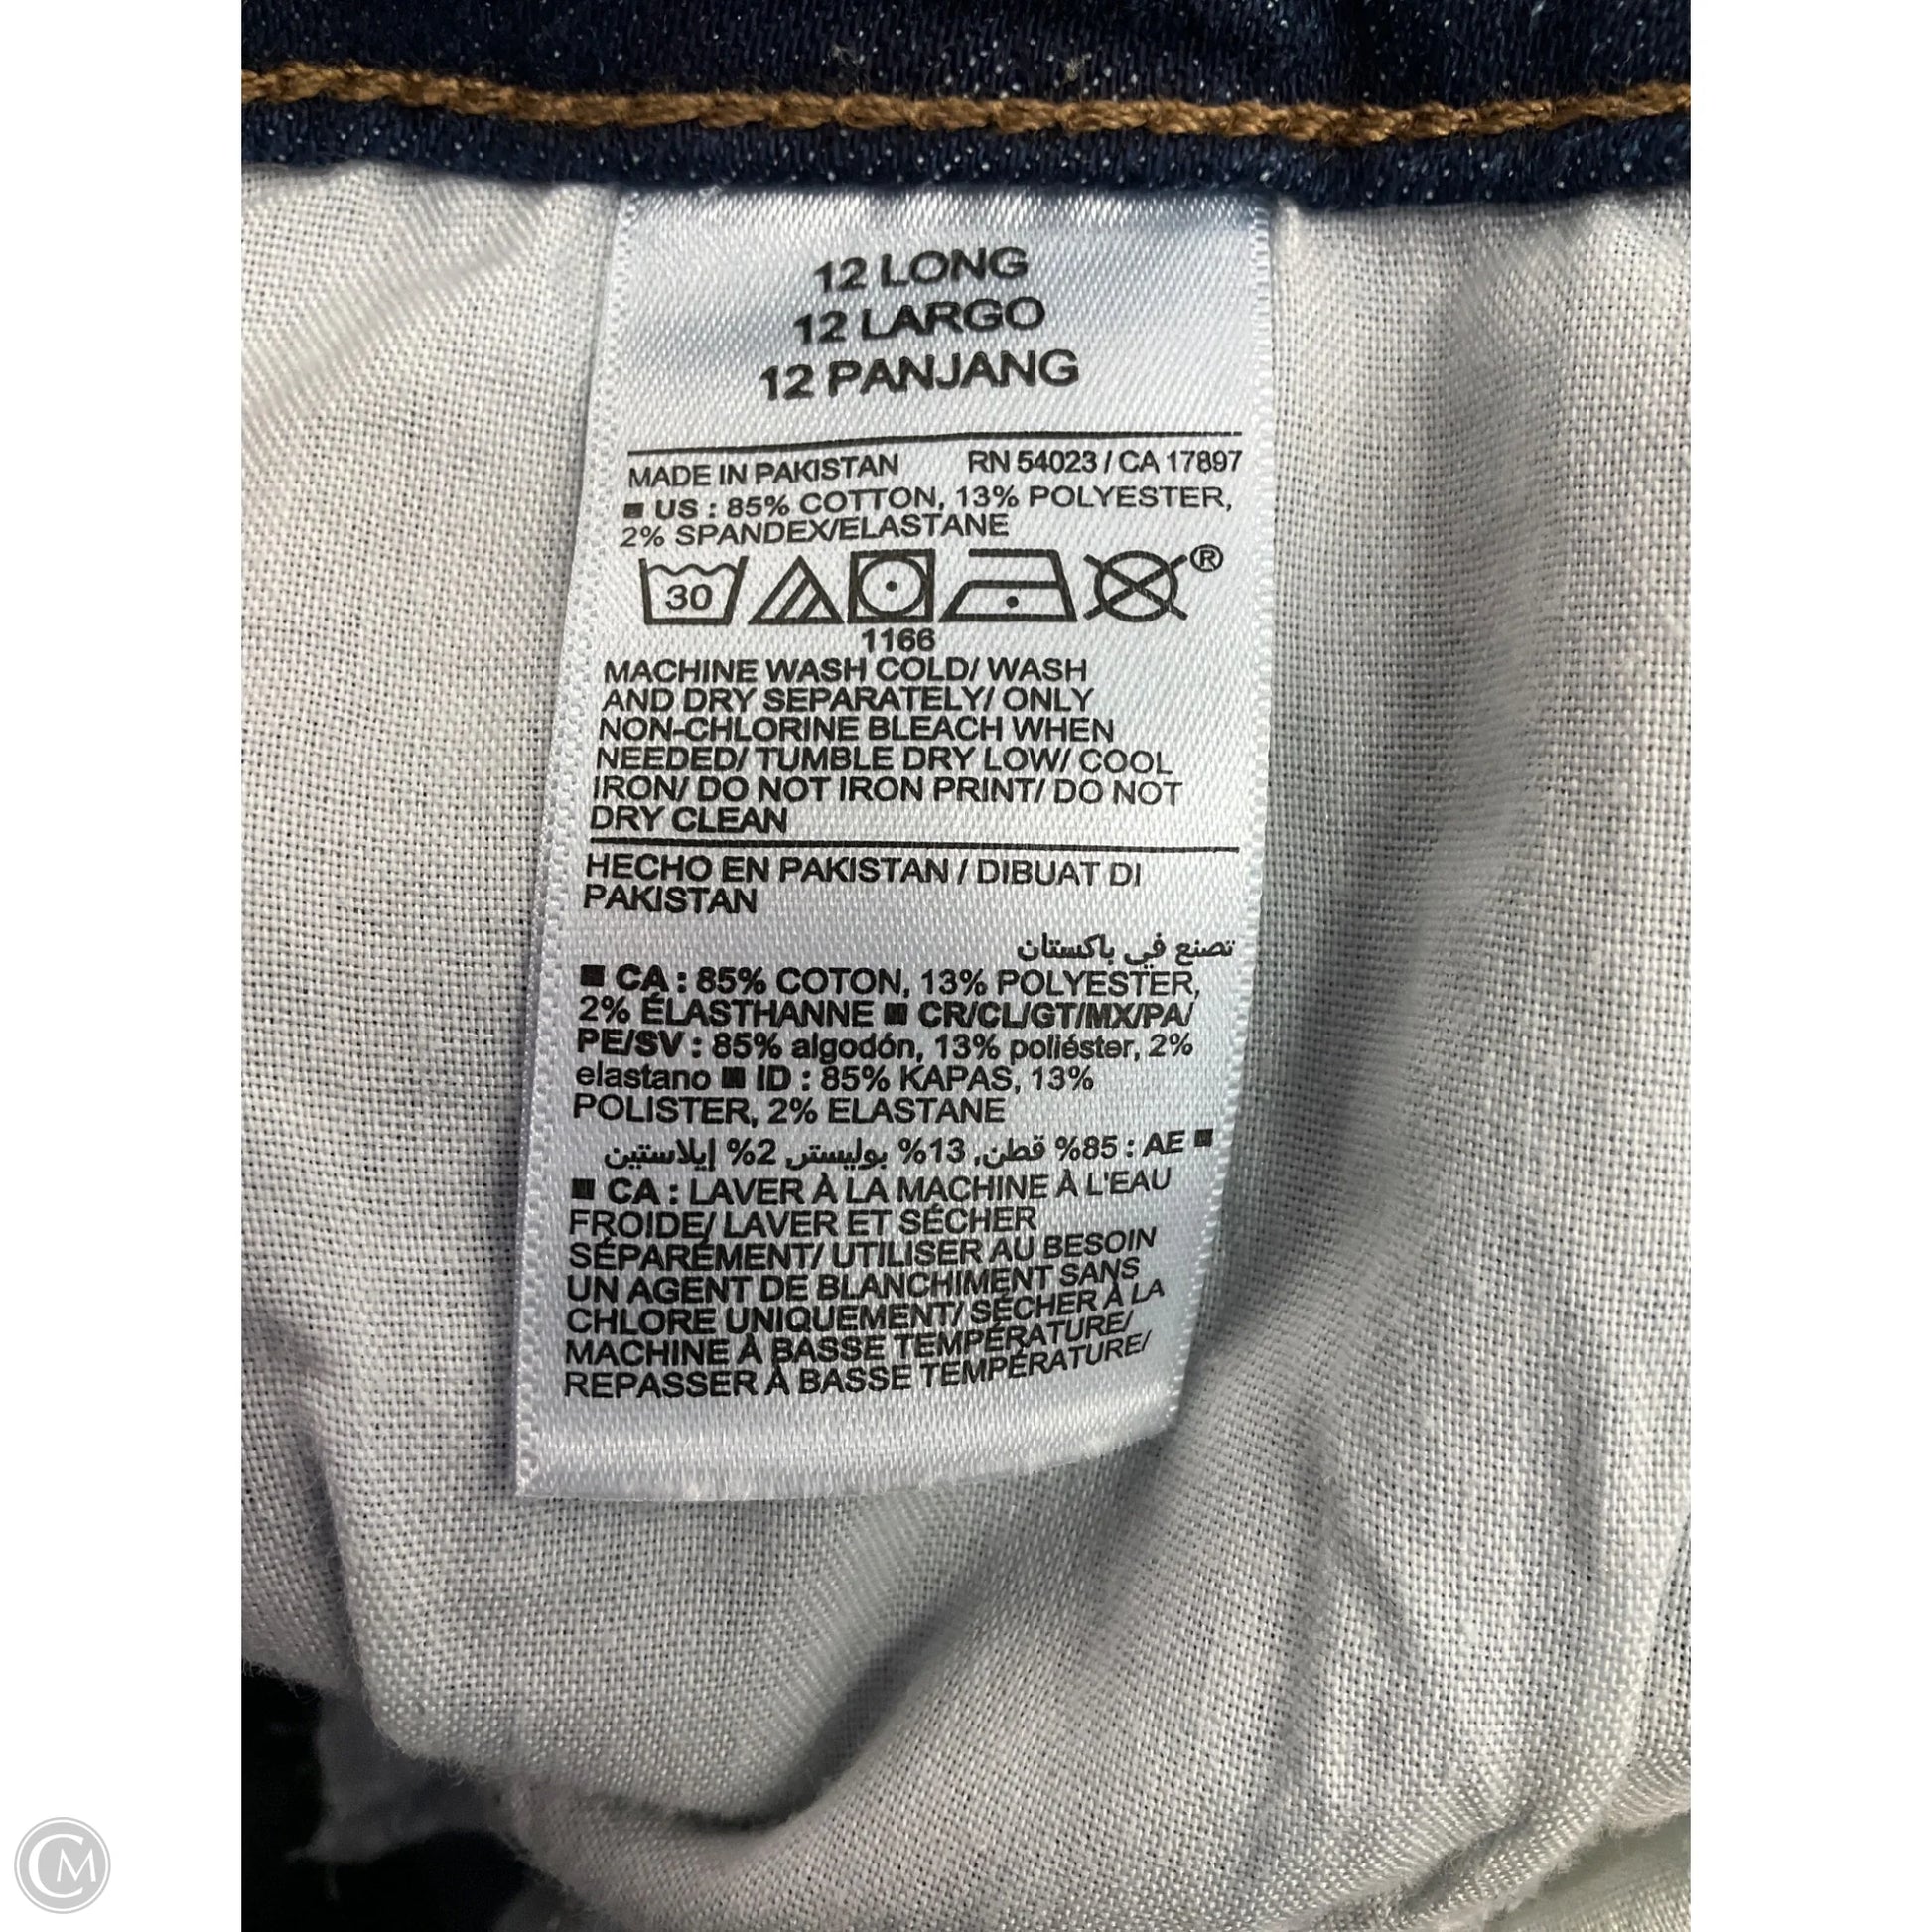 12 LONG
12 LARGO
12 PANJANG
MADE IN PAKISTAN RN 54023 / CA 17897
■ US : 85% COTTON, 13% POLYESTER,
2% SPANDEX/ELASTANE
30
®
1166
MACHINE WASH COLD/ WASH
AND DRY SEPARATELY/ ONLY
NON-CHLORINE BLEACH WHEN
NEEDED/ TUMBLE DRY LOW/ COOL
IRON/ DO NOT IRON PRINT/ DO NOT
DRY CLEAN
HECHO EN PAKISTAN / DIBUAT DI
PAKISTAN
تصنع في باكستان
■ CA : 85% COTON, 13% POLYESTER,
2% ÉLASTHANNE ■ CR/CL/GT/MX/PA/
PE/SV : 85% algodón, 13% poliéster, 2%
elastano ■ ID : 85% KAPAS, 13%
POLISTER, 2% ELASTANE
■ AE : 85% قطن, 13% بوليستر, 2% إيلاستين
■ CA : LAVER À LA MACHINE À L'EAU
FROIDE/ LAVER ET SÉCHER
SÉPARÉMENT/ UTILISER AU BESOIN
UN AGENT DE BLANCHIMENT SANS
CHLORE UNIQUEMENT/ SÉCHER À LA
MACHINE À BASSE TEMPÉRATURE/
REPASSER À BASSE TEMPÉRATURE/
CM